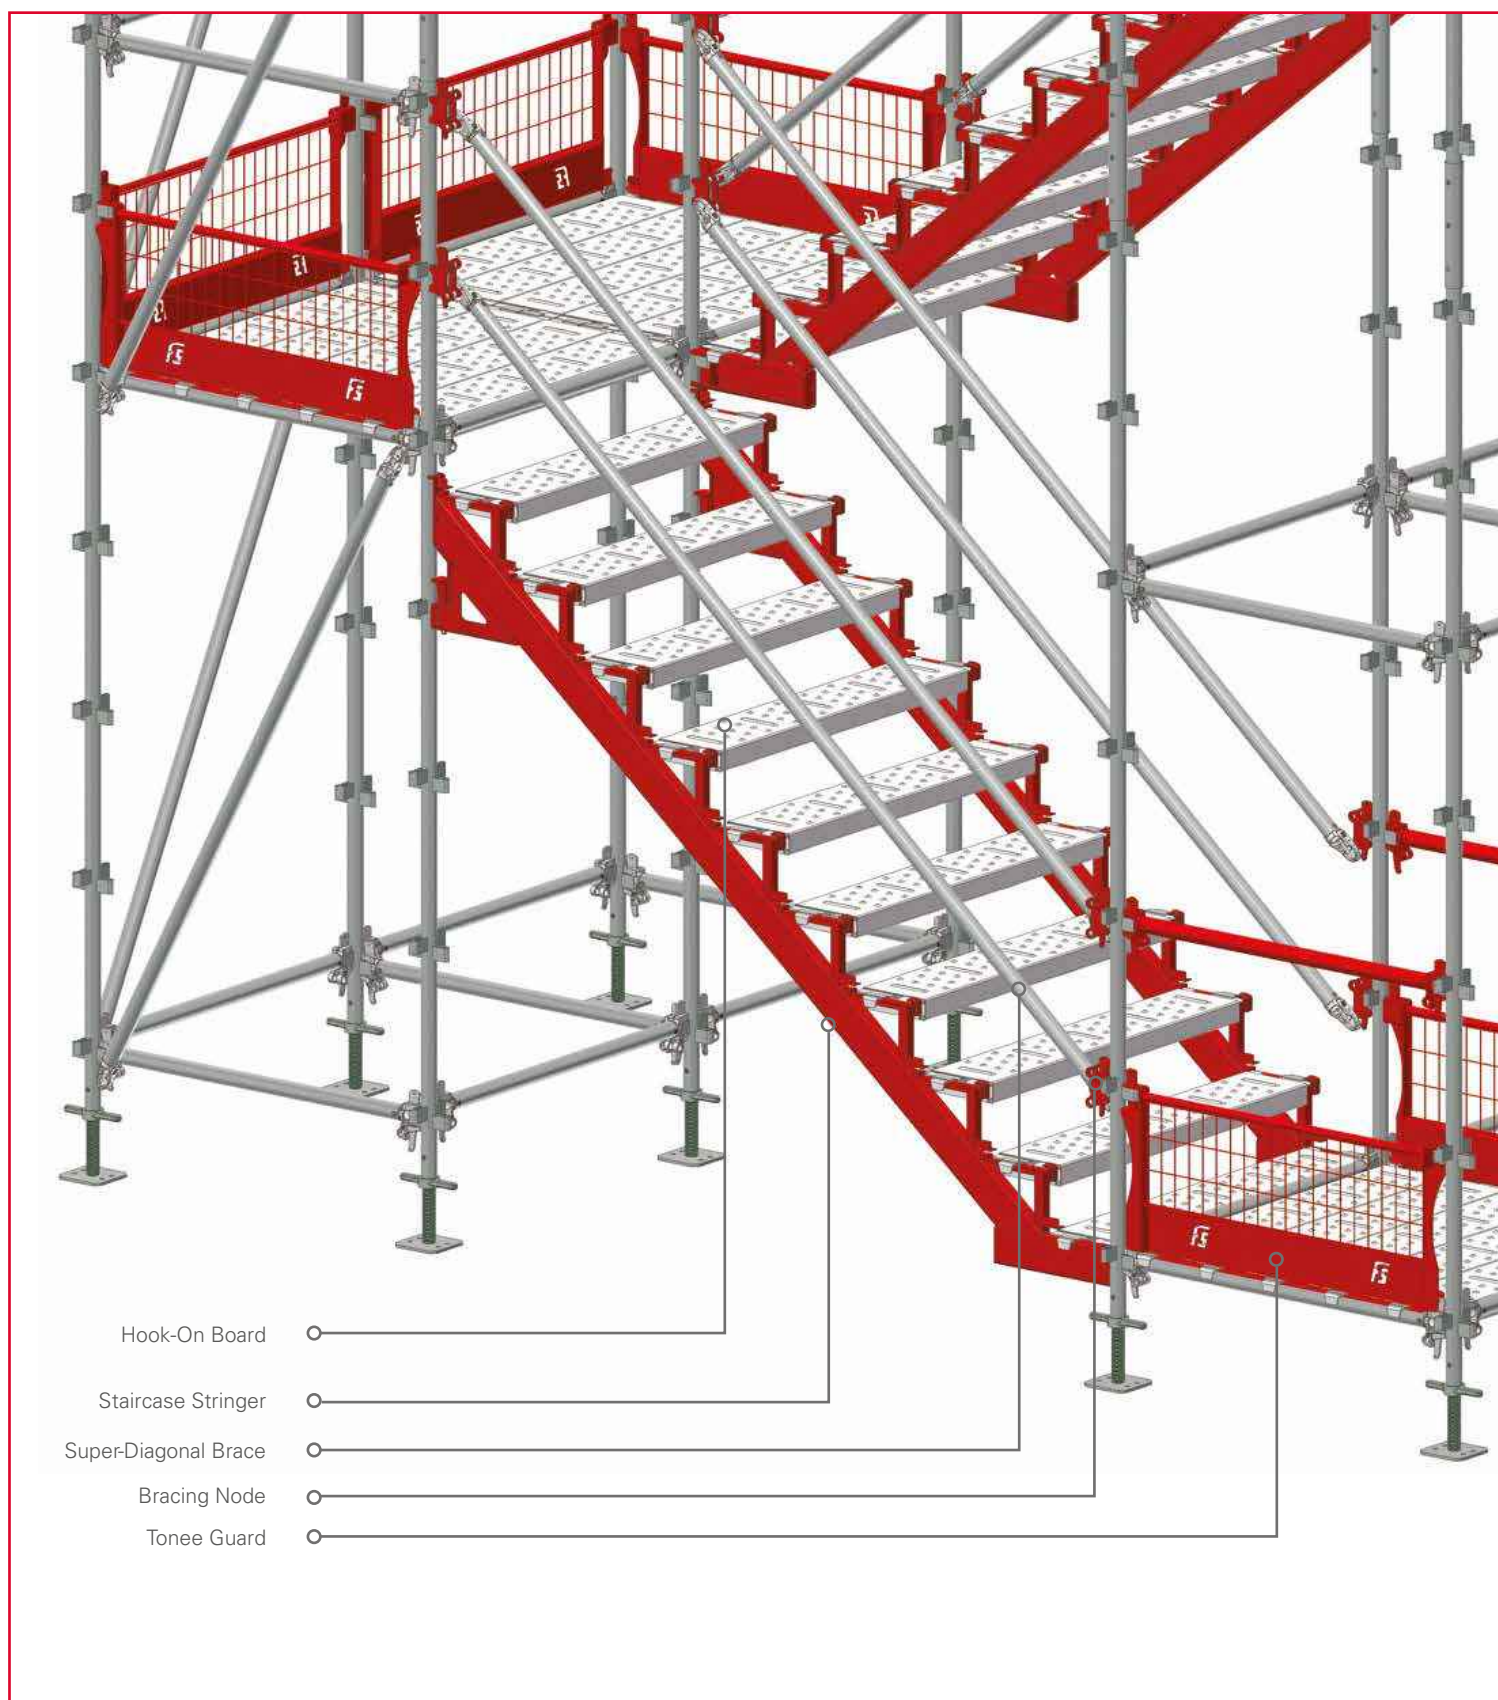 Hook-On Board
Staircase Stringer
Super-Diagonal Brace
Bracing Node
Tonee Guard